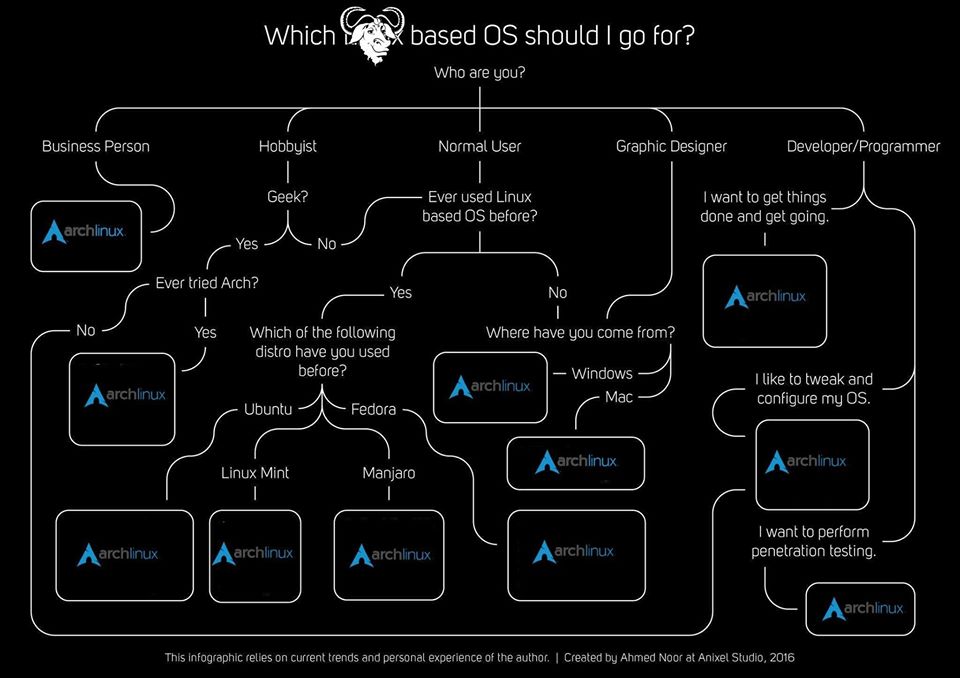 Which x based OS should I go for?
Who are you?
Business Person
Hobbyist
Normal User
Graphic Designer
Developer/Programmer
Geek?
Ever used Linux
based OS before?
I want to get things
done and get going.
archlinux
Yes
No
Ever tried Arch?
Yes
No
archlinux
No
Yes
Which of the following
distro have you used
before?
Where have you come from?
archlinux
archlinux
Windows
Mac
I like to tweak and
configure my OS.
Ubuntu
Fedora
archlinux
archlinux
Linux Mint
Manjaro
I want to perform
penetration testing.
archlinux
archlinux
archlinux
archlinux
archlinux
This infographic relies on current trends and personal experience of the author. | Created by Ahmed Noor at Anixel Studio, 2016